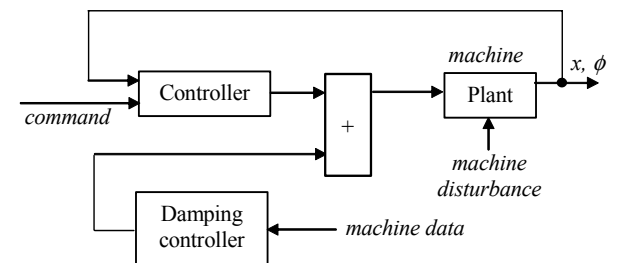 machine
x, ϕ
Controller
Plant
command
+
machine
disturbance
Damping
controller
machine data